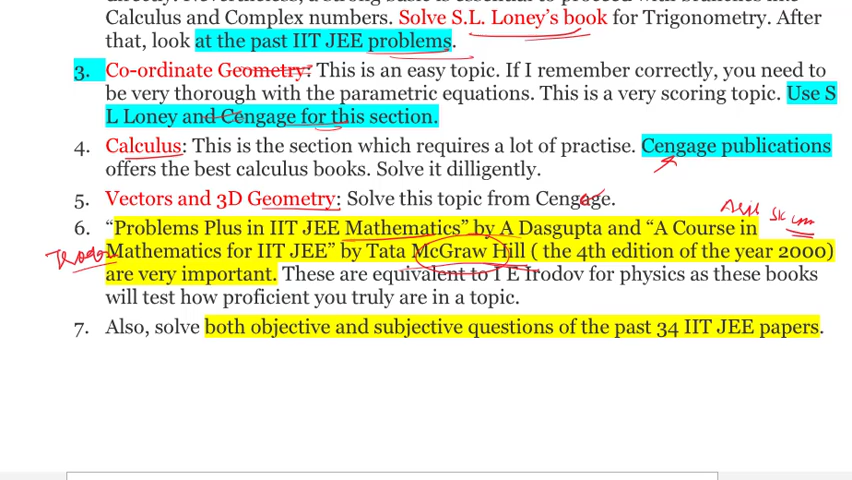 Calculus and Complex numbers. Solve S.L. Loney's book for Trigonometry. After
that, look at the past IIT JEE problems.
3. Co-ordinate Geometry: This is an easy topic. If I remember correctly, you need to
be very thorough with the parametric equations. This is a very scoring topic. Use S
L Loney and Cengage for this section.
4. Calculus: This is the section which requires a lot of practise. Cengage publications
offers the best calculus books. Solve it dilligently.
5. Vectors and 3D Geometry: Solve this topic from Cengage.
6. "Problems Plus in IIT JEE Mathematics" by A Dasgupta and "A Course in
Mathematics for IIT JEE" by Tata McGraw Hill ( the 4th edition of the year 2000)
are very important. These are equivalent to I E Irodov for physics as these books
will test how proficient you truly are in a topic.
7. Also, solve both objective and subjective questions of the past 34 IIT JEE papers.